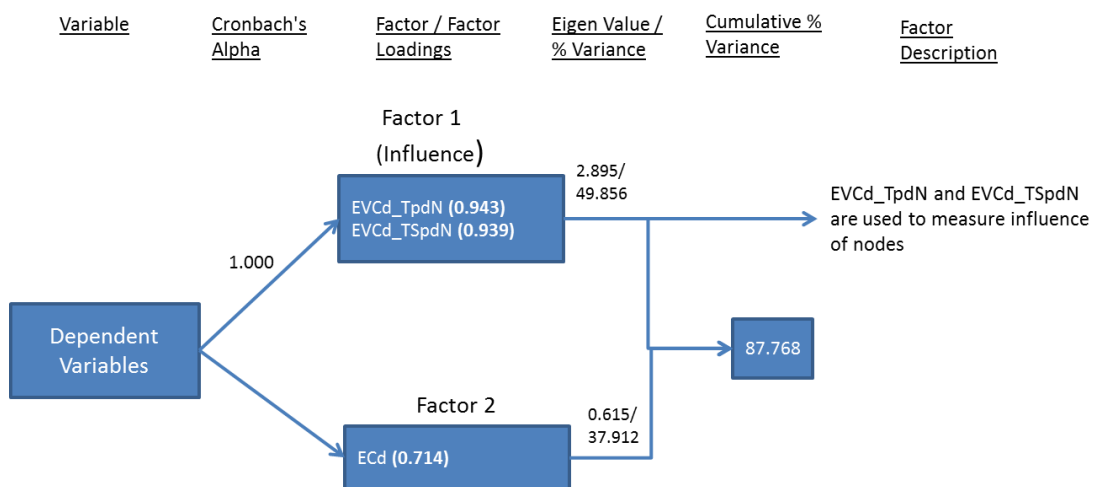 Variable
Cronbach's
Alpha
Factor / Factor
Loadings
Eigen Value /
% Variance
Cumulative %
Variance
Factor
Description
Factor 1
(Influence)
2.895/
49.856
EVCd_TpdN (0.943)
EVCd_TSpdN (0.939)
EVCd_TpdN and EVCd_TSpdN
are used to measure influence
of nodes
1.000
Dependent
Variables
87.768
Factor 2
0.615/
37.912
ECd (0.714)